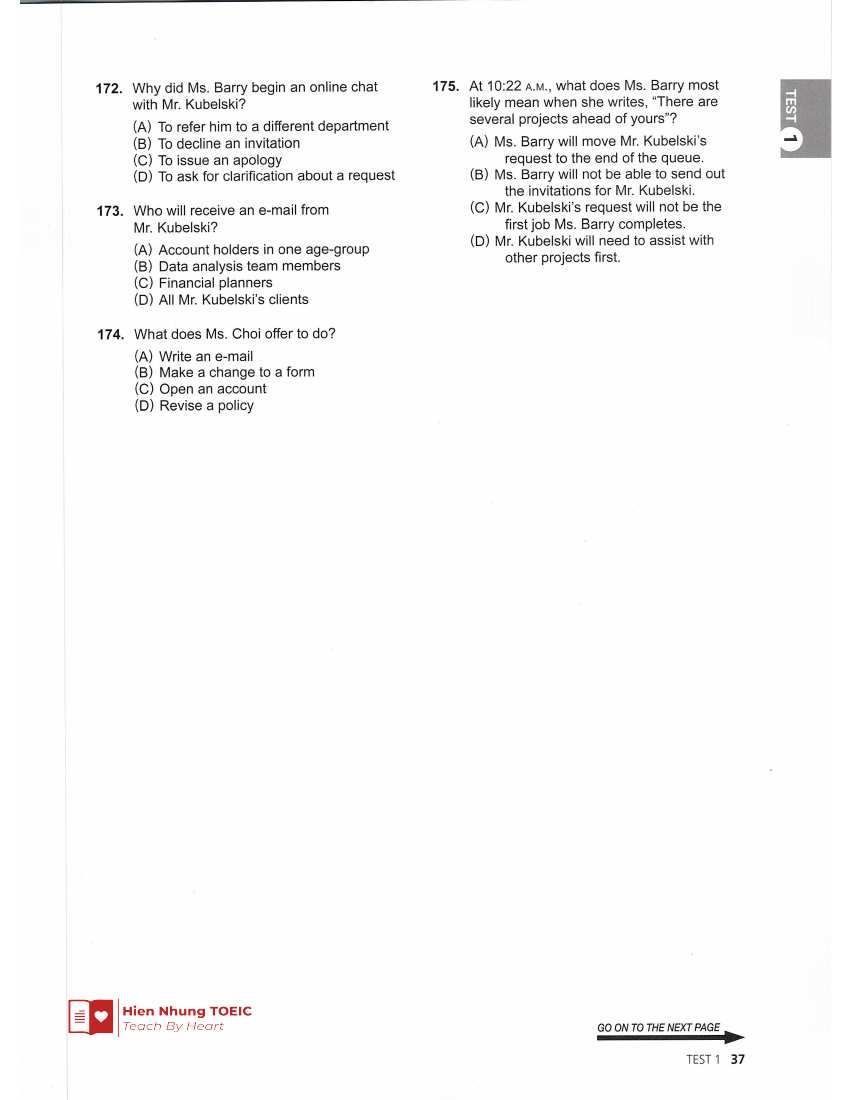 172. Why did Ms. Barry begin an online chat
with Mr. Kubelski?
(A) To refer him to a different department
(B) To decline an invitation
(C) To issue an apology
(D) To ask for clarification about a request
173. Who will receive an e-mail from
Mr. Kubelski?
(A) Account holders in one age-group
(B) Data analysis team members
(C) Financial planners
(D) All Mr. Kubelski's clients
174. What does Ms. Choi offer to do?
(A) Write an e-mail
(B) Make a change to a form
(C) Open an account
(D) Revise a policy
175. At 10:22 A.M., what does Ms. Barry most
likely mean when she writes, “There are
several projects ahead of yours”?
(A) Ms. Barry will move Mr. Kubelski's
request to the end of the queue.
(B) Ms. Barry will not be able to send out
the invitations for Mr. Kubelski.
(C) Mr. Kubelski's request will not be the
first job Ms. Barry completes.
(D) Mr. Kubelski will need to assist with
other projects first.
TEST 1
Hien Nhung TOEIC
Teach By Heart
GO ON TO THE NEXT PAGE
TEST 1 37